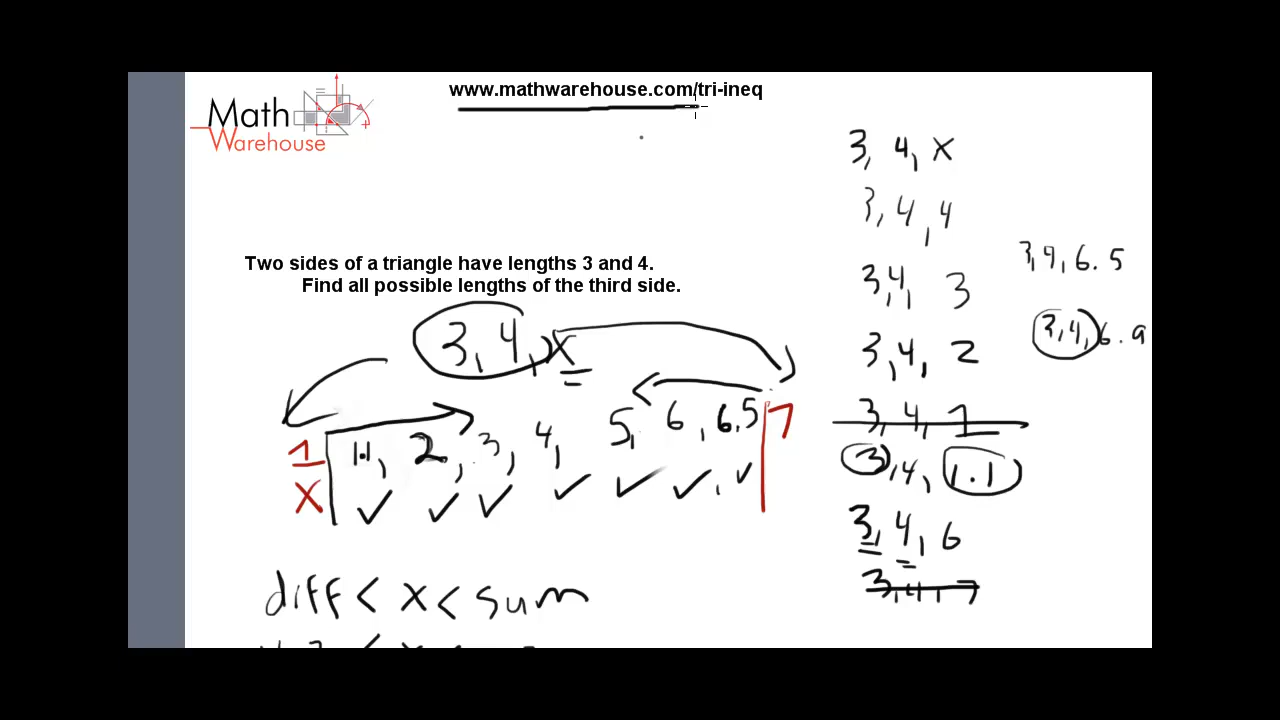 www.mathwarehouse.com/tri-ineq
Math
Warehouse
Two sides of a triangle have lengths 3 and 4.
Find all possible lengths of the third side.
3, 4, x
1 1.1, 2, 3, 4, 5, 6, 6.5 7
x ✓ ✓ ✓ ✓ ✓ ✓, ✓
diff < x < sum
3, 4, x
3, 4, 4
3, 4, 3
3, 4, 2
3, 4, 1
3, 4, 1.1
3, 4, 6
3, 4, 7
3, 4, 6.5
3, 4, 6.9